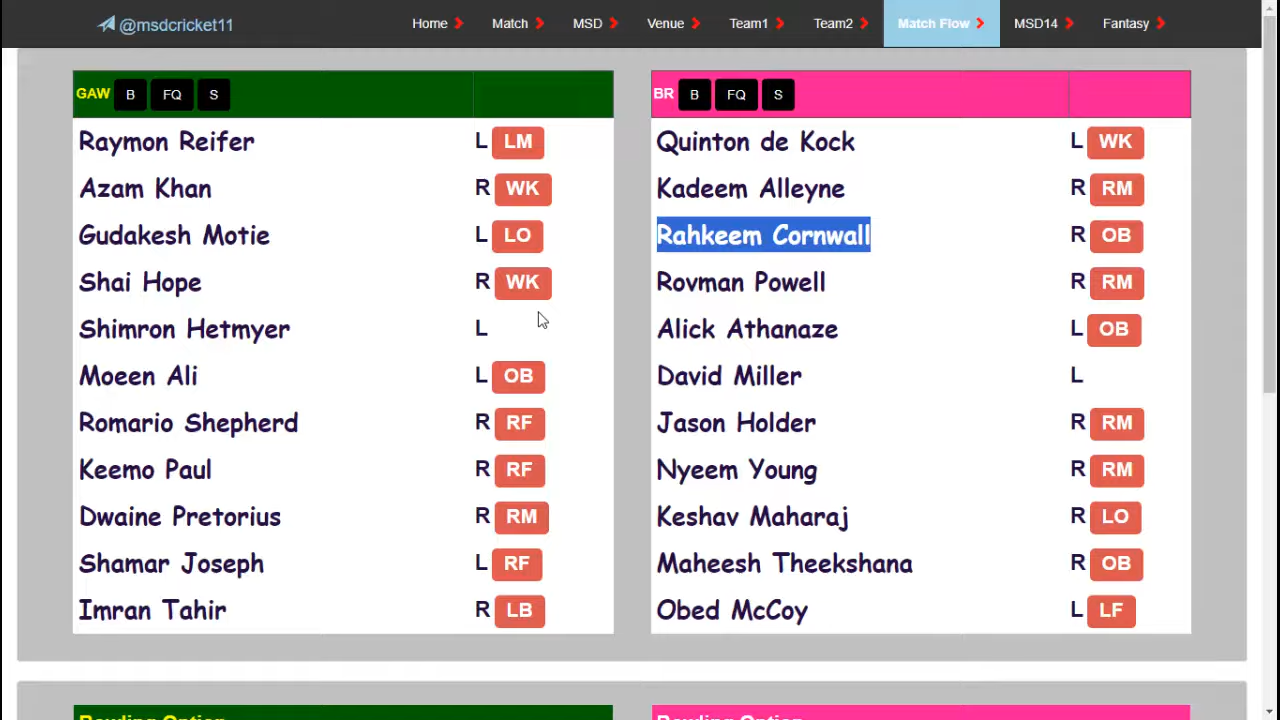 @msdcricket11 Home Match MSD Venue Team1 Team2 Match Flow MSD14 Fantasy
GAW B FQ S
Raymon Reifer L LM
Azam Khan R WK
Gudakesh Motie L LO
Shai Hope R WK
Shimron Hetmyer L
Moeen Ali L OB
Romario Shepherd R RF
Keemo Paul R RF
Dwaine Pretorius R RM
Shamar Joseph L RF
Imran Tahir R LB
BR B FQ S
Quinton de Kock L WK
Kadeem Alleyne R RM
Rahkeem Cornwall R OB
Rovman Powell R RM
Alick Athanaze L OB
David Miller L
Jason Holder R RM
Nyeem Young R RM
Keshav Maharaj R LO
Maheesh Theekshana R OB
Obed McCoy L LF
Bowling Option
Bowling Option